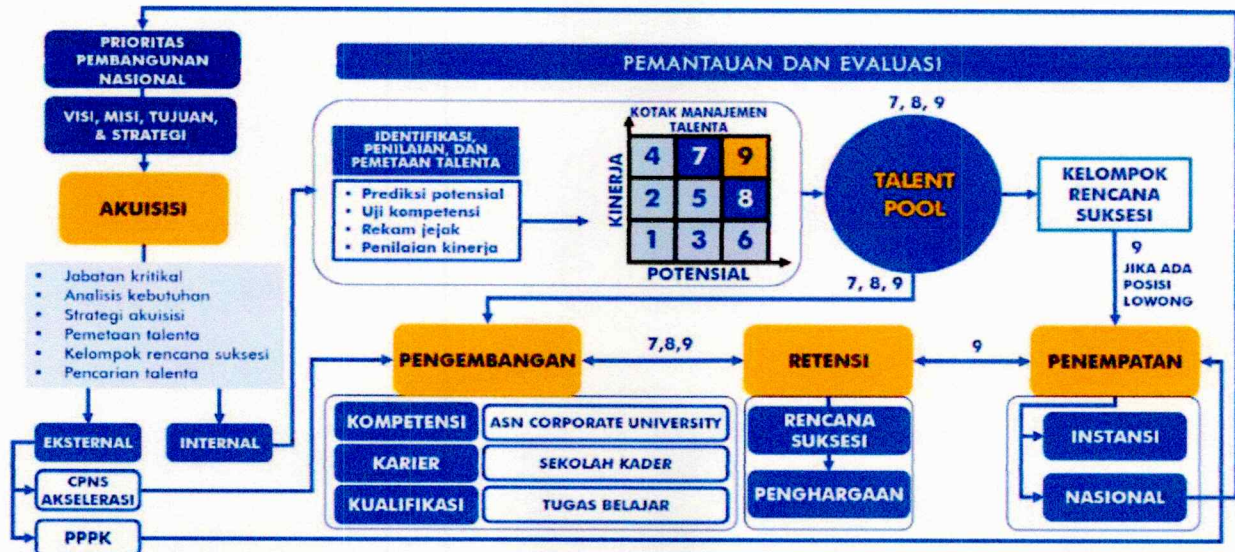 PRIORITAS
PEMBANGUNAN
NASIONAL
VISI, MISI, TUJUAN,
& STRATEGI
AKUISISI
Jabatan kritikal
Analisis kebutuhan
Strategi akuisisi
Pemetaan talenta
Kelompok rencana suksesi
Pencarian talenta
EKSTERNAL
INTERNAL
CPNS
AKSELERASI
PPPK
PEMANTAUAN DAN EVALUASI
IDENTIFIKASI,
PENILAIAN, DAN
PEMETAAN TALENTA
Prediksi potensial
Uji kompetensi
Rekam jejak
Penilaian kinerja
KOTAK MANAJEMEN
TALENTA
KINERJA
4 7 9
2 5 8
1 3 6
POTENSIAL
7, 8, 9
TALENT
POOL
7, 8, 9
KELOMPOK
RENCANA
SUKSESI
9
JIKA ADA
POSISI
LOWONG
PENGEMBANGAN
7,8,9
RETENSI
9
PENEMPATAN
KOMPETENSI
ASN CORPORATE UNIVERSITY
KARIER
SEKOLAH KADER
KUALIFIKASI
TUGAS BELAJAR
RENCANA
SUKSESI
PENGHARGAAN
INSTANSI
NASIONAL